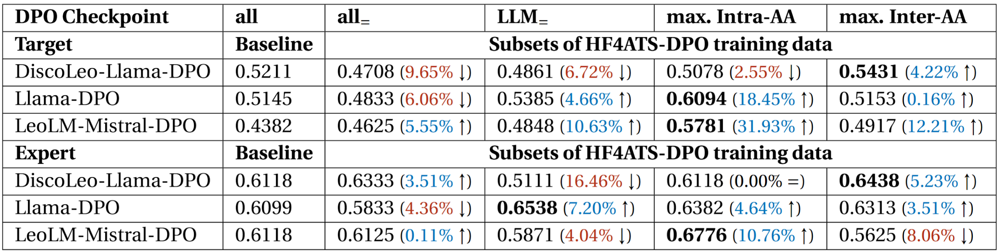 DPO Checkpoint all all= LLM= max. Intra-AA max. Inter-AA
Target Baseline Subsets of HF4ATS-DPO training data
DiscoLeo-Llama-DPO 0.5211 0.4708 (9.65% ↓) 0.4861 (6.72% ↓) 0.5078 (2.55% ↓) 0.5431 (4.22% ↑)
Llama-DPO 0.5145 0.4833 (6.06% ↓) 0.5385 (4.66% ↑) 0.6094 (18.45% ↑) 0.5153 (0.16% ↑)
LeoLM-Mistral-DPO 0.4382 0.4625 (5.55% ↑) 0.4848 (10.63% ↑) 0.5781 (31.93% ↑) 0.4917 (12.21% ↑)
Expert Baseline Subsets of HF4ATS-DPO training data
DiscoLeo-Llama-DPO 0.6118 0.6333 (3.51% ↑) 0.5111 (16.46% ↓) 0.6118 (0.00% =) 0.6438 (5.23% ↑)
Llama-DPO 0.6099 0.5833 (4.36% ↓) 0.6538 (7.20% ↑) 0.6382 (4.64% ↑) 0.6313 (3.51% ↑)
LeoLM-Mistral-DPO 0.6118 0.6125 (0.11% ↑) 0.5871 (4.04% ↓) 0.6776 (10.76% ↑) 0.5625 (8.06% ↓)